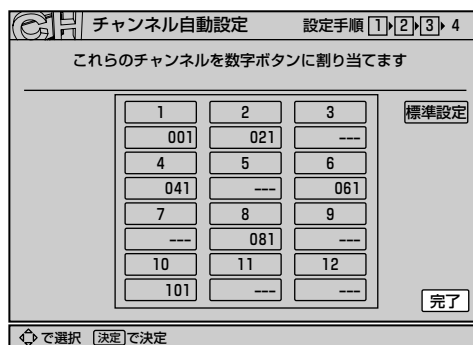 CH チャンネル自動設定 設定手順 1 2 3 4
これらのチャンネルを数字ボタンに割り当てます
1 2 3 標準設定
001 021 ---
4 5 6
041 --- 061
7 8 9
--- 081 ---
10 11 12
101 --- ---
完了
で選択 決定で決定